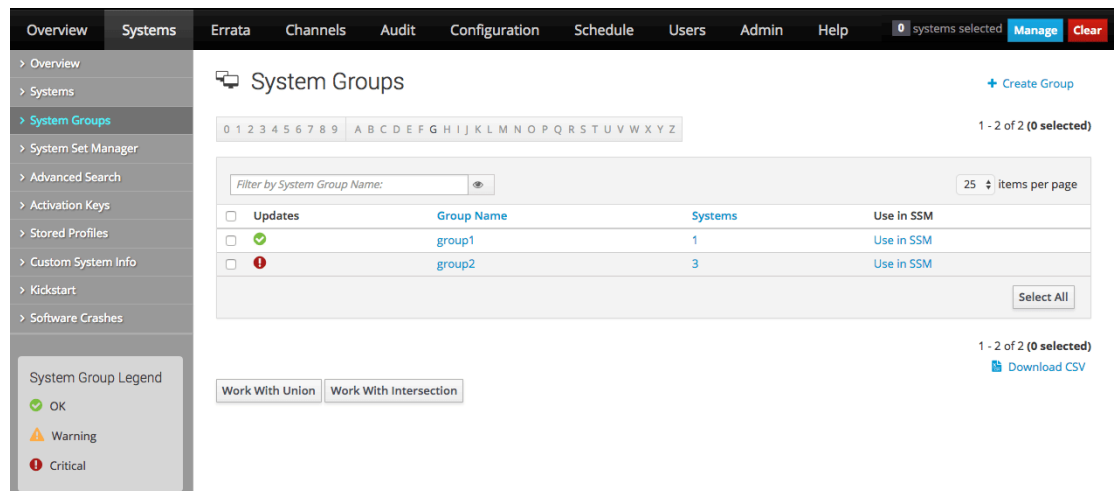 Overview Systems Errata Channels Audit Configuration Schedule Users Admin Help 0 systems selected Manage Clear
> Overview
> Systems
> System Groups
> System Set Manager
> Advanced Search
> Activation Keys
> Stored Profiles
> Custom System Info
> Kickstart
> Software Crashes
System Group Legend
OK
Warning
Critical
System Groups
+ Create Group
0 1 2 3 4 5 6 7 8 9 A B C D E F G H I J K L M N O P Q R S T U V W X Y Z
1 - 2 of 2 (0 selected)
Filter by System Group Name:
25 items per page
Updates Group Name Systems Use in SSM
group1 1 Use in SSM
group2 3 Use in SSM
Select All
1 - 2 of 2 (0 selected)
Download CSV
Work With Union Work With Intersection